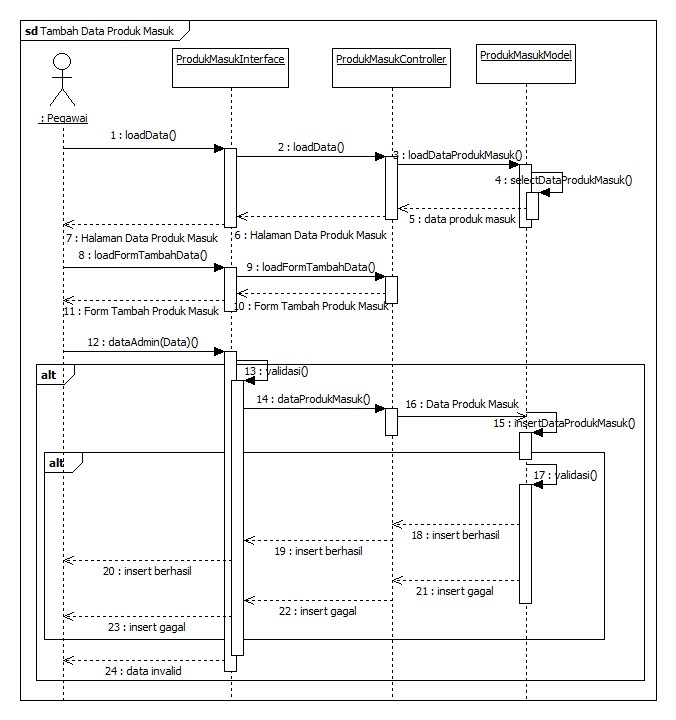 sd Tambah Data Produk Masuk
ProdukMasukInterface
ProdukMasukController
ProdukMasukModel
: Pegawai
1 : loadData()
2 : loadData()
3 : loadDataProdukMasuk()
4 : selectDataProdukMasuk()
5 : data produk masuk
6 : Halaman Data Produk Masuk
7 : Halaman Data Produk Masuk
8 : loadFormTambahData()
9 : loadFormTambahData()
10 : Form Tambah Produk Masuk
11 : Form Tambah Produk Masuk
12 : dataAdmin(Data)()
alt
13 : validasi()
14 : dataProdukMasuk()
16 : Data Produk Masuk
15 : insertDataProdukMasuk()
alt
17 : validasi()
18 : insert berhasil
19 : insert berhasil
20 : insert berhasil
21 : insert gagal
22 : insert gagal
23 : insert gagal
24 : data invalid